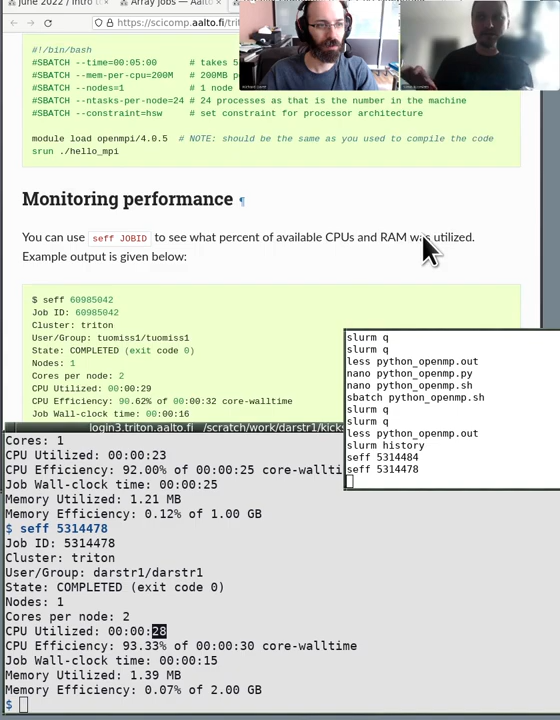 June 2022 / Intro
Array jobs — Aalto
https://scicomp.aalto.fi/trit
#!/bin/bash
#SBATCH --time=00:05:00 # takes 5
#SBATCH --mem-per-cpu=200M # 200MB p
#SBATCH --nodes=1 # 1 node
#SBATCH --ntasks-per-node=24 # 24 processes as that is the number in the machine
#SBATCH --constraint=hsw # set constraint for processor architecture
module load openmpi/4.0.5 # NOTE: should be the same as you used to compile the code
srun ./hello_mpi
Monitoring performance ¶
You can use seff JOBID to see what percent of available CPUs and RAM was utilized.
Example output is given below:
$ seff 60985042
Job ID: 60985042
Cluster: triton
User/Group: tuomiss1/tuomiss1
State: COMPLETED (exit code 0)
Nodes: 1
Cores per node: 2
CPU Utilized: 00:00:29
CPU Efficiency: 90.62% of 00:00:32 core-walltime
Job Wall-clock time: 00:00:16
slurm q
slurm q
less python_openmp.out
nano python_openmp.py
nano python_openmp.sh
sbatch python_openmp.sh
slurm q
slurm q
less python_openmp.out
slurm history
seff 5314484
seff 5314478
login3.triton.aalto.fi /scratch/work/darstr1/kicks
Cores: 1
CPU Utilized: 00:00:23
CPU Efficiency: 92.00% of 00:00:25 core-wallti
Job Wall-clock time: 00:00:25
Memory Utilized: 1.21 MB
Memory Efficiency: 0.12% of 1.00 GB
$ seff 5314478
Job ID: 5314478
Cluster: triton
User/Group: darstr1/darstr1
State: COMPLETED (exit code 0)
Nodes: 1
Cores per node: 2
CPU Utilized: 00:00:28
CPU Efficiency: 93.33% of 00:00:30 core-walltime
Job Wall-clock time: 00:00:15
Memory Utilized: 1.39 MB
Memory Efficiency: 0.07% of 2.00 GB
$